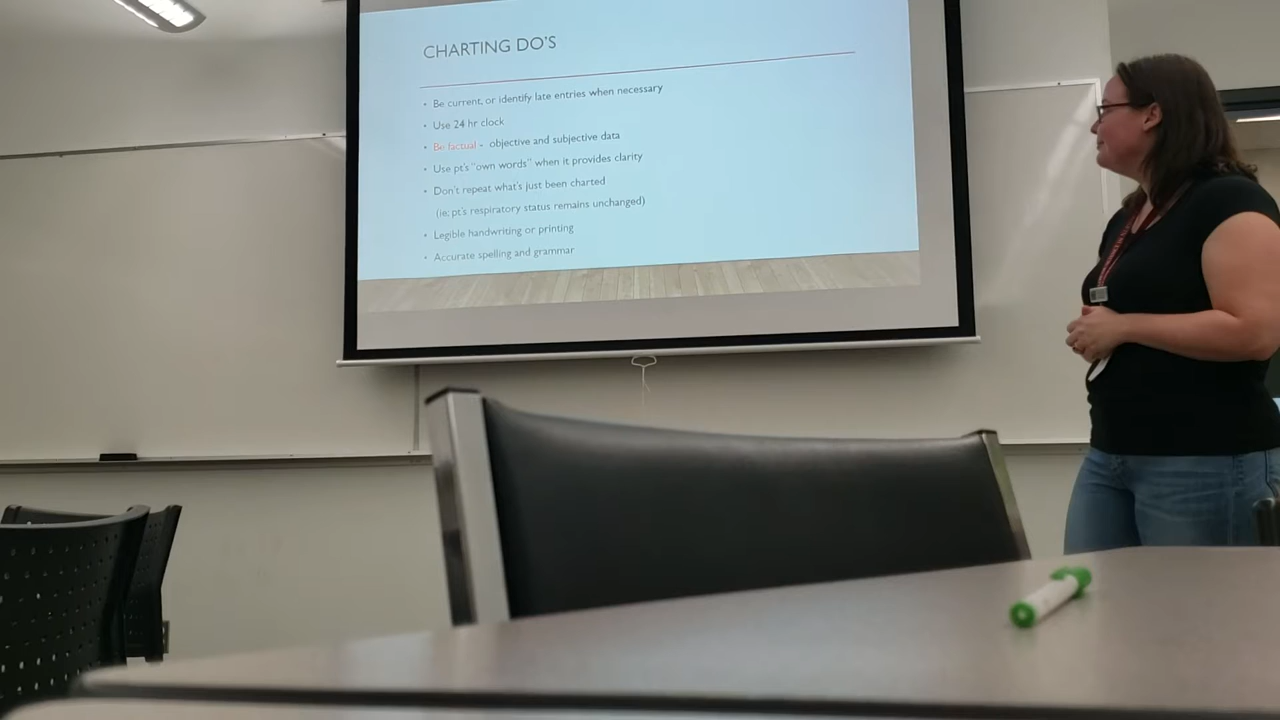 CHARTING DO'S
• Be current, or identify late entries when necessary
• Use 24 hr clock
• Be factual - objective and subjective data
• Use pt's "own words" when it provides clarity
• Don't repeat what's just been charted
(ie: pt's respiratory status remains unchanged)
• Legible handwriting or printing
• Accurate spelling and grammar